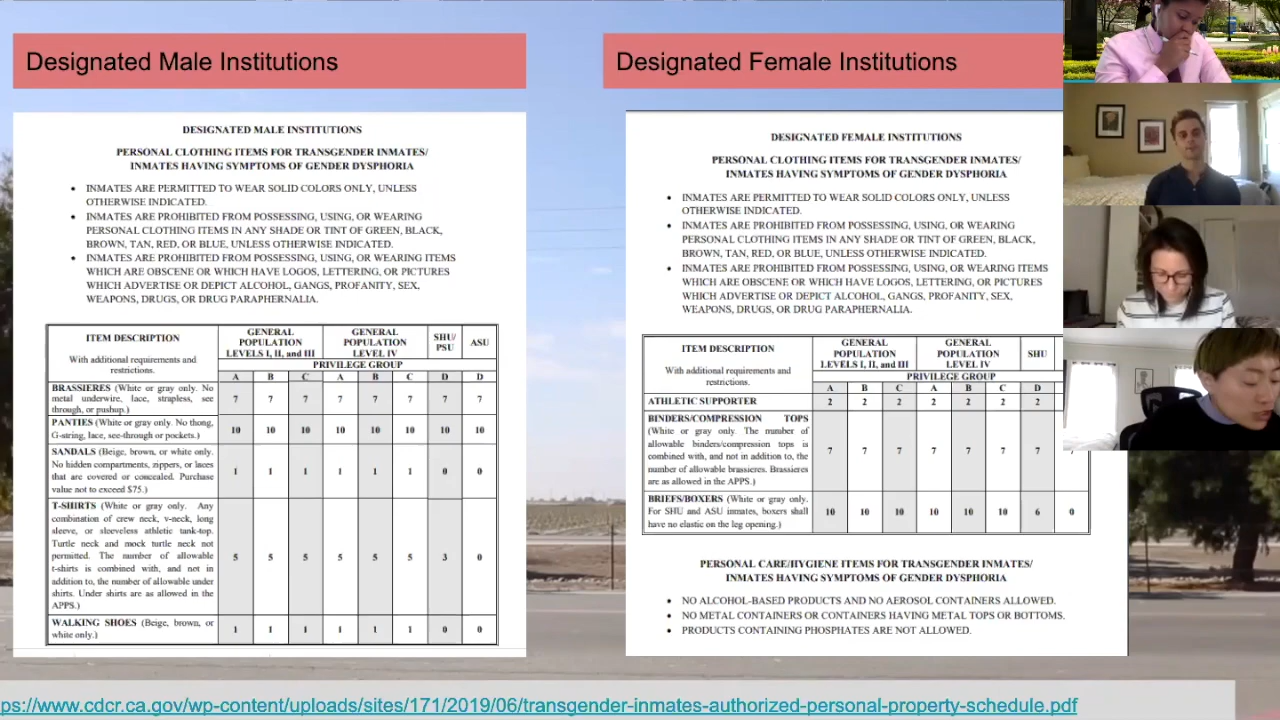 Designated Male Institutions
DESIGNATED MALE INSTITUTIONS
PERSONAL CLOTHING ITEMS FOR TRANSGENDER INMATES/
INMATES HAVING SYMPTOMS OF GENDER DYSPHORIA
• INMATES ARE PERMITTED TO WEAR SOLID COLORS ONLY, UNLESS
OTHERWISE INDICATED.
• INMATES ARE PROHIBITED FROM POSSESSING, USING, OR WEARING
PERSONAL CLOTHING ITEMS IN ANY SHADE OR TINT OF GREEN, BLACK,
BROWN, TAN, RED, OR BLUE, UNLESS OTHERWISE INDICATED.
• INMATES ARE PROHIBITED FROM POSSESSING, USING, OR WEARING ITEMS
WHICH ARE OBSCENE OR WHICH HAVE LOGOS, LETTERING, OR PICTURES
WHICH ADVERTISE OR DEPICT ALCOHOL, GANGS, PROFANITY, SEX,
WEAPONS, DRUGS, OR DRUG PARAPHERNALIA.
ITEM DESCRIPTION
With additional requirements and
restrictions.
GENERAL
POPULATION
LEVELS I, II, and III
GENERAL
POPULATION
LEVEL IV
SHU/
PSU
ASU
PRIVILEGE GROUP
A B C A B C D D
BRASSIERES (White or gray only. No
metal underwire, lace, strapless, see
through, or pushup.)
7 7 7 7 7 7 7 7
PANTIES (White or gray only. No thong,
G-string, lace, see-through or pockets.)
10 10 10 10 10 10 10 10
SANDALS (Beige, brown, or white only.
No hidden compartments, zippers, or laces
that are covered or concealed. Purchase
value not to exceed $75.)
1 1 1 1 1 1 0 0
T-SHIRTS (White or gray only. Any
combination of crew neck, v-neck, long
sleeve, or sleeveless athletic tank-top.
Turtle neck and mock turtle neck not
permitted. The number of allowable
t-shirts is combined with, and not in
addition to, the number of allowable under
shirts. Under shirts are as allowed in the
APPS.)
5 5 5 5 5 5 3 0
WALKING SHOES (Beige, brown, or
white only.)
1 1 1 1 1 1 0 0
Designated Female Institutions
DESIGNATED FEMALE INSTITUTIONS
PERSONAL CLOTHING ITEMS FOR TRANSGENDER INMATES/
INMATES HAVING SYMPTOMS OF GENDER DYSPHORIA
• INMATES ARE PERMITTED TO WEAR SOLID COLORS ONLY, UNLESS
OTHERWISE INDICATED.
• INMATES ARE PROHIBITED FROM POSSESSING, USING, OR WEARING
PERSONAL CLOTHING ITEMS IN ANY SHADE OR TINT OF GREEN, BLACK,
BROWN, TAN, RED, OR BLUE, UNLESS OTHERWISE INDICATED.
• INMATES ARE PROHIBITED FROM POSSESSING, USING, OR WEARING ITEMS
WHICH ARE OBSCENE OR WHICH HAVE LOGOS, LETTERING, OR PICTURES
WHICH ADVERTISE OR DEPICT ALCOHOL, GANGS, PROFANITY, SEX,
WEAPONS, DRUGS, OR DRUG PARAPHERNALIA.
ITEM DESCRIPTION
With additional requirements and
restrictions.
GENERAL
POPULATION
LEVELS I, II, and III
GENERAL
POPULATION
LEVEL IV
SHU
PRIVILEGE GROUP
A B C A B C D
ATHLETIC SUPPORTER
2 2 2 2 2 2 2
BINDERS/COMPRESSION TOPS
(White or gray only. The number of
allowable binders/compression tops is
combined with, and not in addition to, the
number of allowable brassieres. Brassieres
are as allowed in the APPS.)
7 7 7 7 7 7 7
BRIEFS/BOXERS (White or gray only.
For SHU and ASU inmates, boxers shall
have no elastic on the leg opening.)
10 10 10 10 10 10 6 0
PERSONAL CARE/HYGIENE ITEMS FOR TRANSGENDER INMATES/
INMATES HAVING SYMPTOMS OF GENDER DYSPHORIA
• NO ALCOHOL-BASED PRODUCTS AND NO AEROSOL CONTAINERS ALLOWED.
• NO METAL CONTAINERS OR CONTAINERS HAVING METAL TOPS OR BOTTOMS.
• PRODUCTS CONTAINING PHOSPHATES ARE NOT ALLOWED.
ps://www.cdcr.ca.gov/wp-content/uploads/sites/171/2019/06/transgender-inmates-authorized-personal-property-schedule.pdf